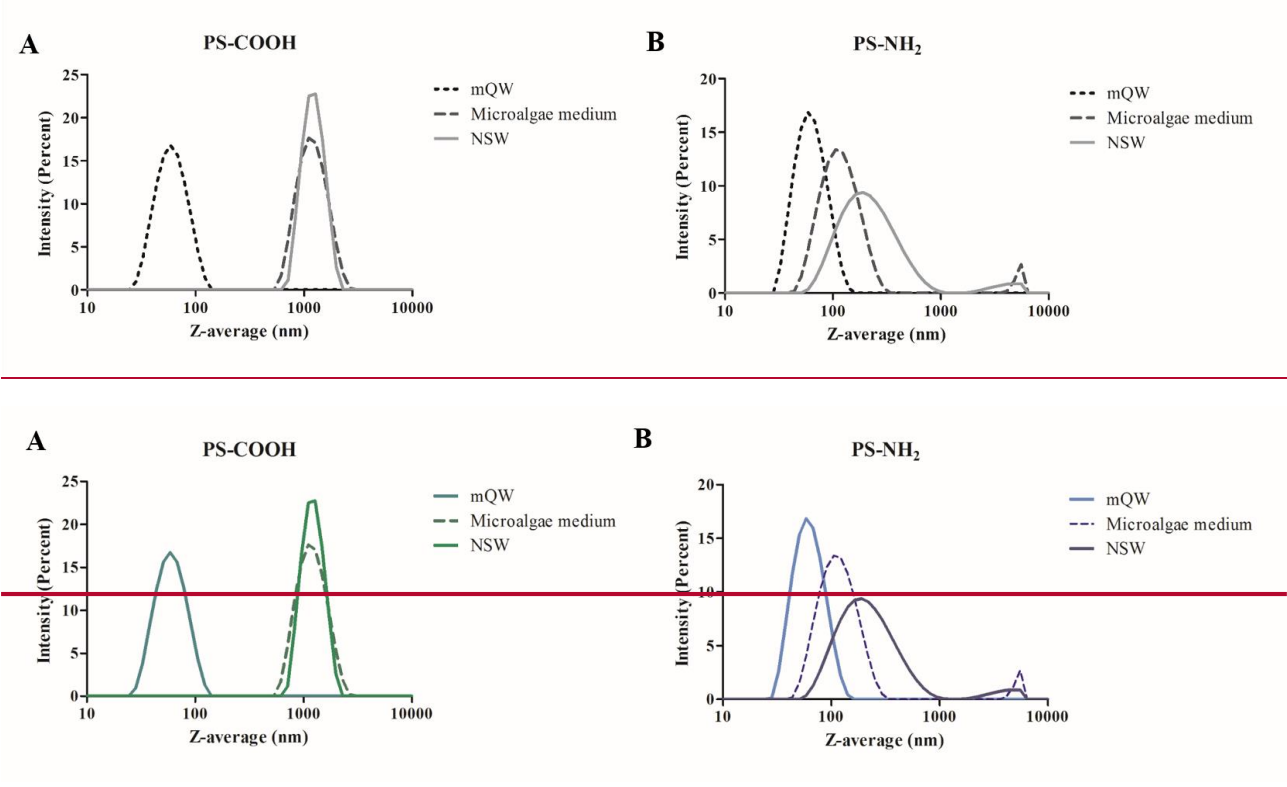 A
PS-COOH
25
20
15
10
5
0
10 100 1000 10000
Intensity (Percent)
Z-average (nm)
mQW
Microalgae medium
NSW
B
PS-NH₂
20
15
10
5
0
10 100 1000 10000
Intensity (Percent)
Z-average (nm)
mQW
Microalgae medium
NSW
A
PS-COOH
25
20
15
10
5
0
10 100 1000 10000
Intensity (Percent)
Z-average (nm)
mQW
Microalgae medium
NSW
B
PS-NH₂
20
15
10
5
0
10 100 1000 10000
Intensity (Percent)
Z-average (nm)
mQW
Microalgae medium
NSW